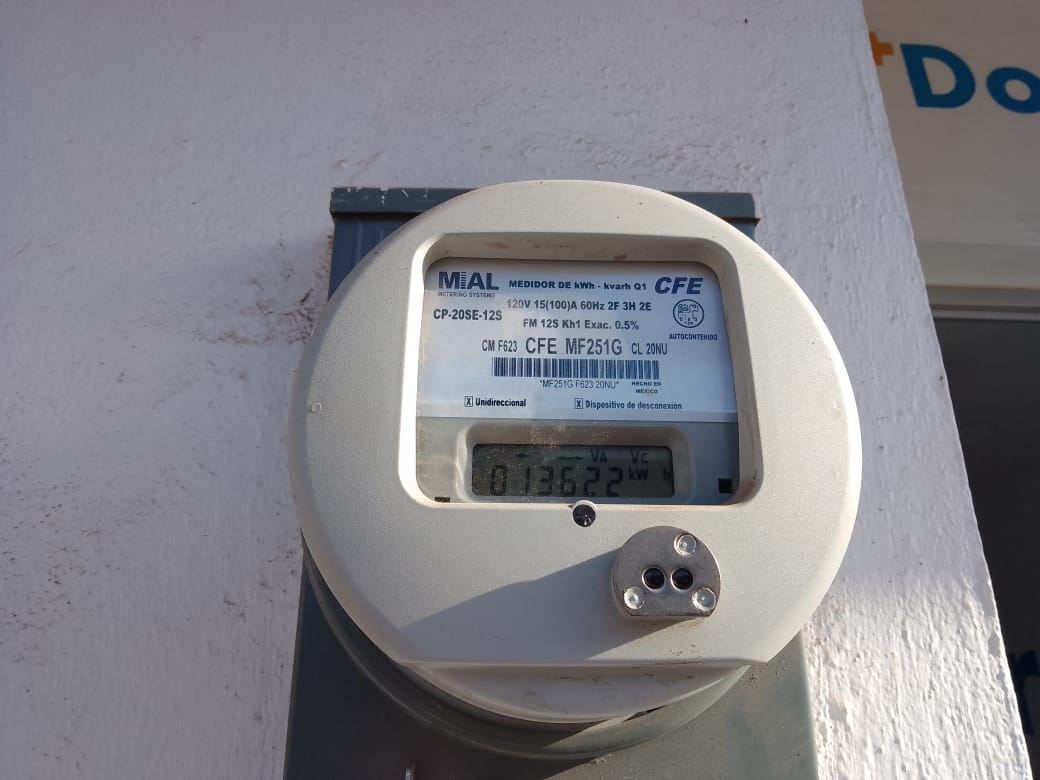 Do
MIAL
METERING SYSTEMS
MEDIDOR DE kWh - kvarh Q1
CFE
120V 15(100)A 60Hz 2F 3H 2E
CP-20SE-12S
FM 12S Kh1 Exac. 0.5%
AUTOCONTENIDO
CM F623 CFE MF251G CL 20NU
*MF251G F623 20NU*
HECHO EN
MEXICO
X Unidireccional
X Dispositivo de desconexión
VA VC
013622 kW h